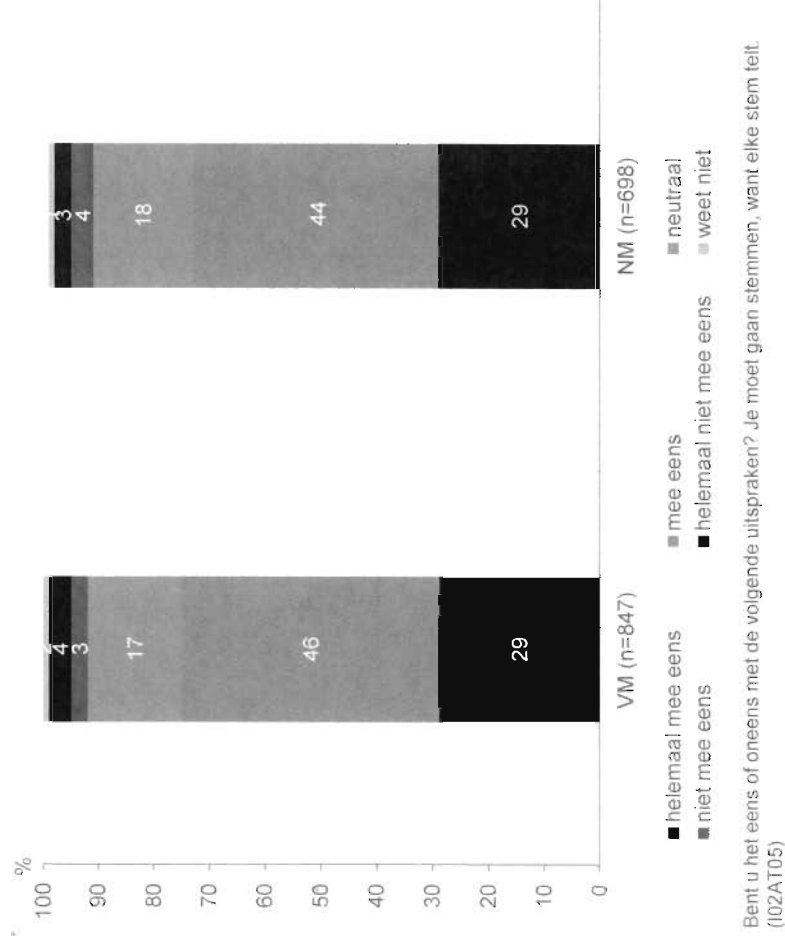 %
100
90
80
70
60
50
40
30
20
10
0
4
3
17
46
29
3
4
18
44
29
VM (n=847)
NM (n=698)
helemaal mee eens
mee eens
neutraal
niet mee eens
helemaal niet mee eens
weet niet
Bent u het eens of oneens met de volgende uitspraken? Je moet gaan stemmen, want elke stem telt.
(I02AT05)